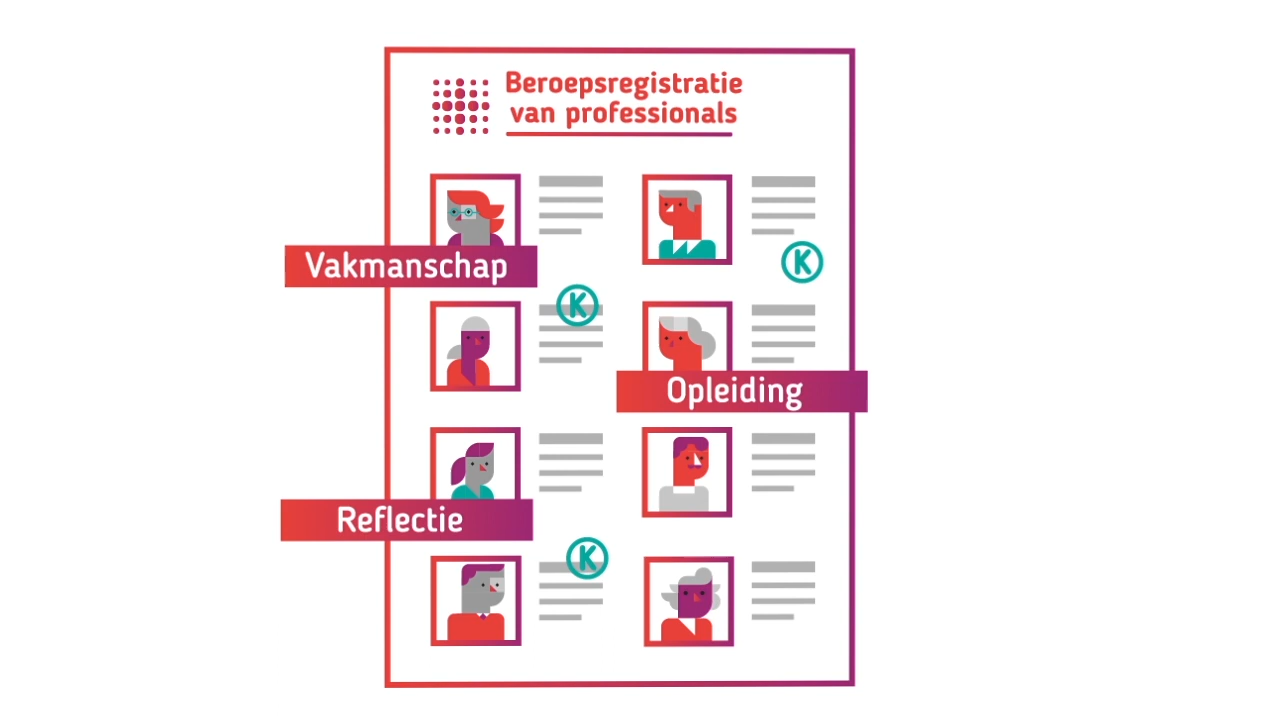 Beroepsregistratie
van professionals
Vakmanschap
K
K
Opleiding
Reflectie
K